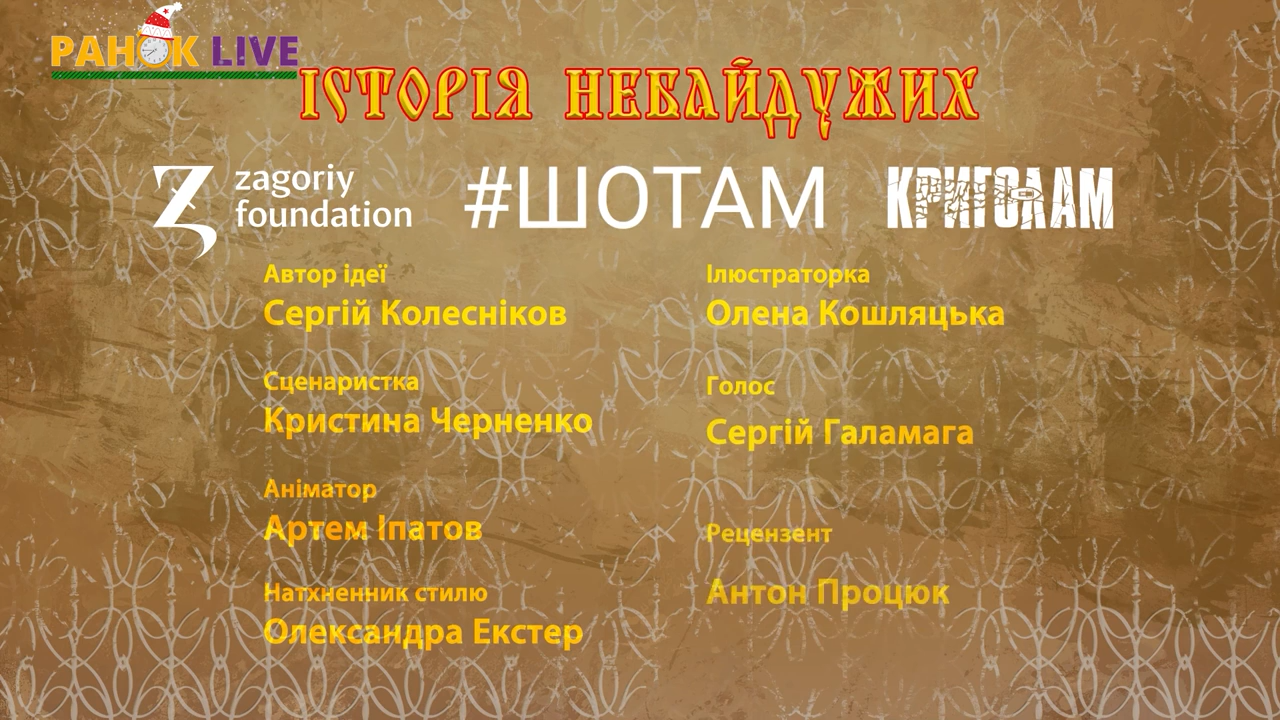 РАНОК LIVE
ІСТОРІЯ НЕБАЙДУЖИХ
zagoriy
foundation
#ШОТАМ
КРИГОЛАМ
Автор ідеї
Сергій Колесніков
Сценаристка
Кристина Черненко
Аніматор
Артем Іпатов
Натхненник стилю
Олександра Екстер
Ілюстраторка
Олена Кошляцька
Голос
Сергій Галамага
Рецензент
Антон Процюк